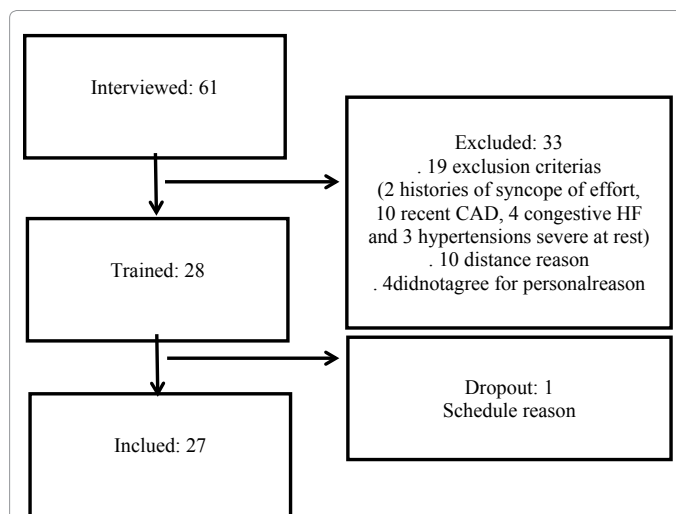 Interviewed: 61
Excluded: 33
. 19 exclusion criterias
(2 histories of syncope of effort,
10 recent CAD, 4 congestive HF
and 3 hypertensions severe at rest)
. 10 distance reason
. 4didnotagree for personalreason
Trained: 28
Dropout: 1
Schedule reason
Inclued: 27